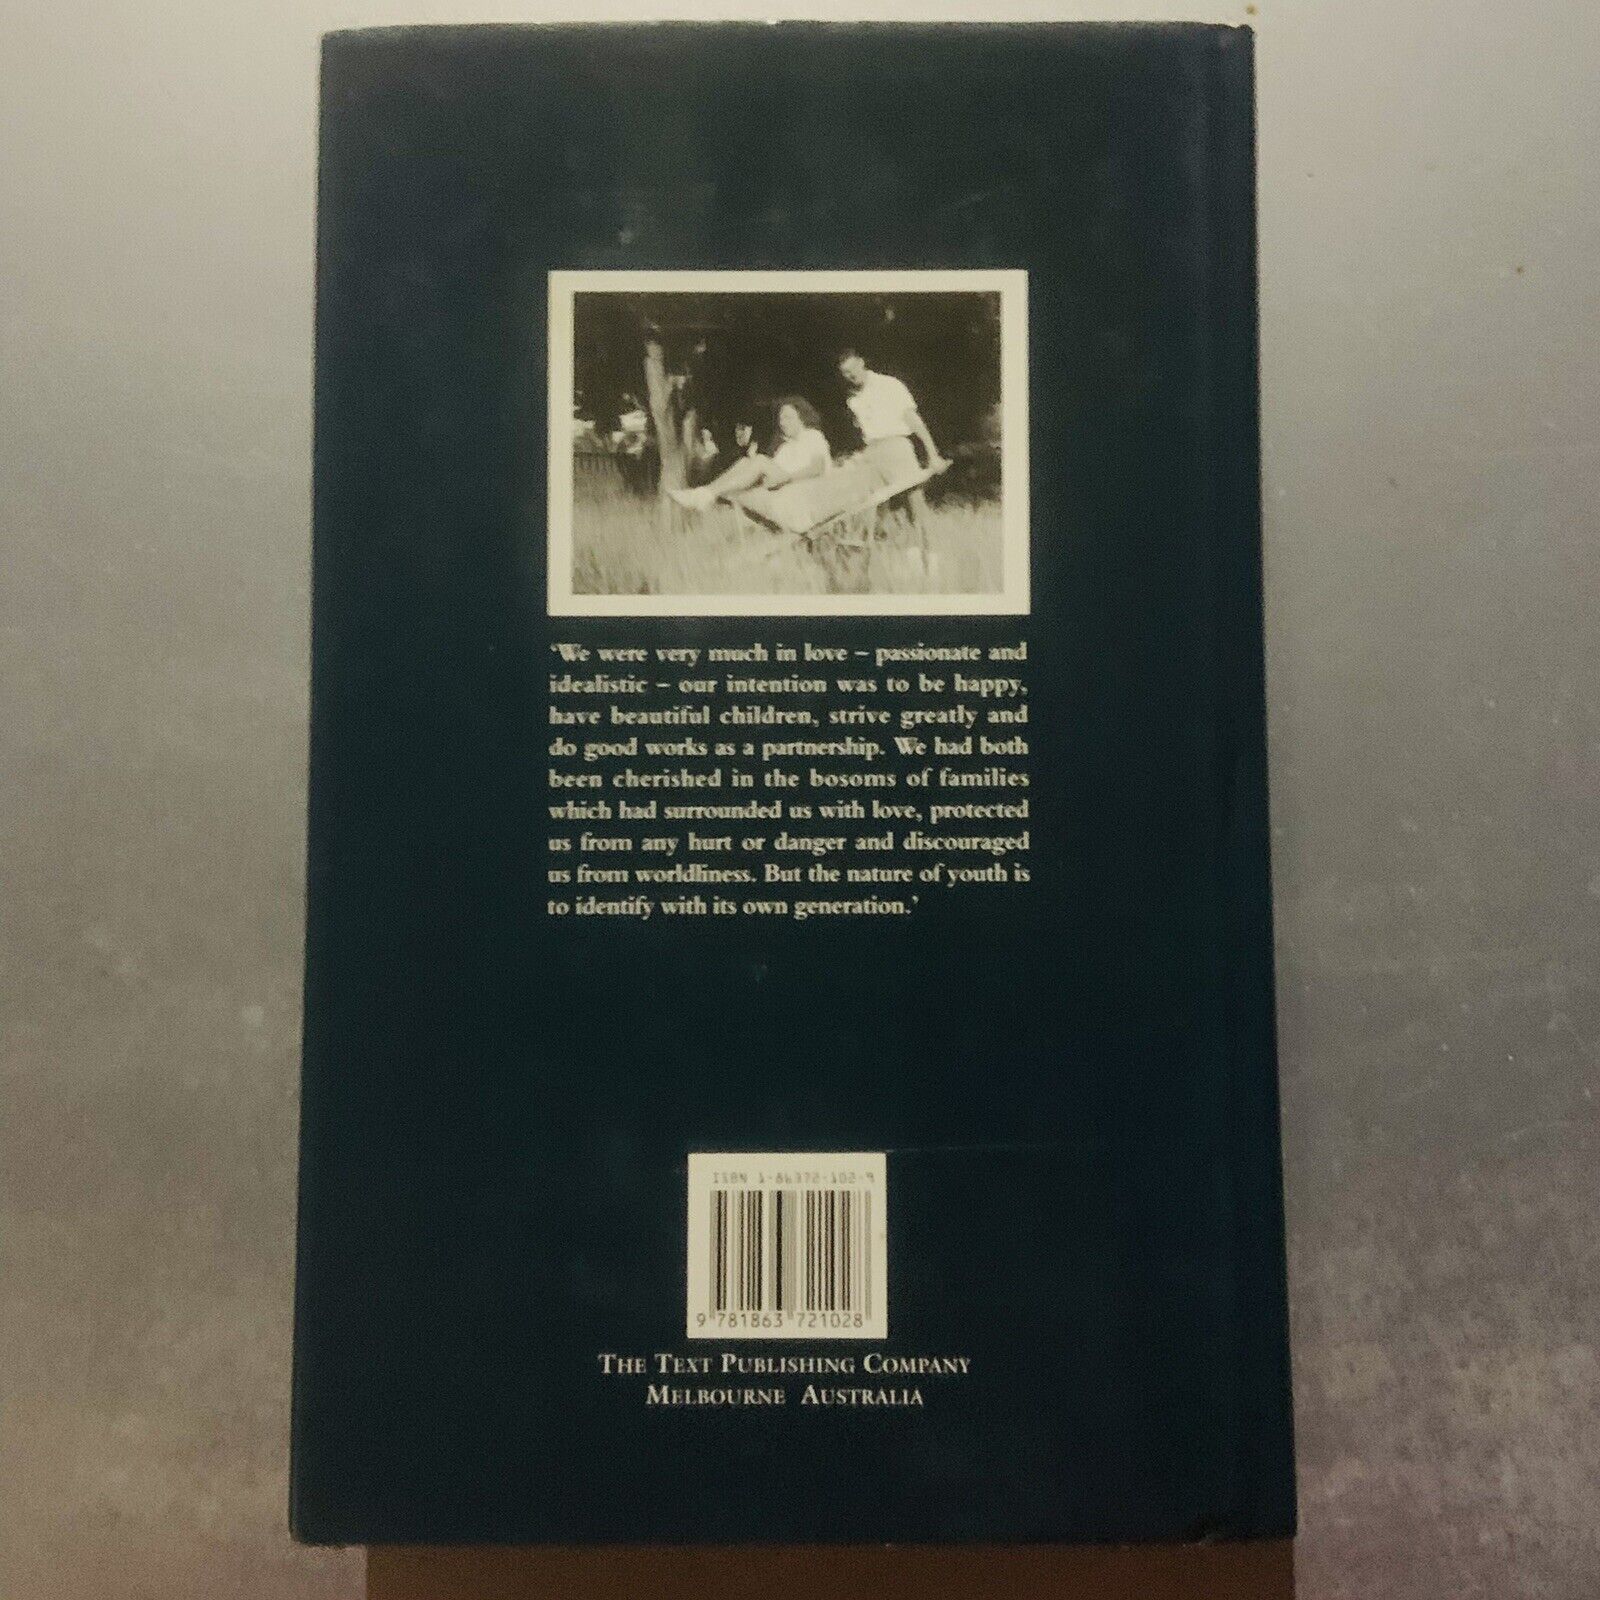 ‘We were very much in love – passionate and
idealistic – our intention was to be happy,
have beautiful children, strive greatly and
do good works as a partnership. We had both
been cherished in the bosoms of families
which had surrounded us with love, protected
us from any hurt or danger and discouraged
us from worldliness. But the nature of youth is
to identify with its own generation.’
ISBN 1-86372-102-9
9 781863 721028
THE TEXT PUBLISHING COMPANY
MELBOURNE AUSTRALIA